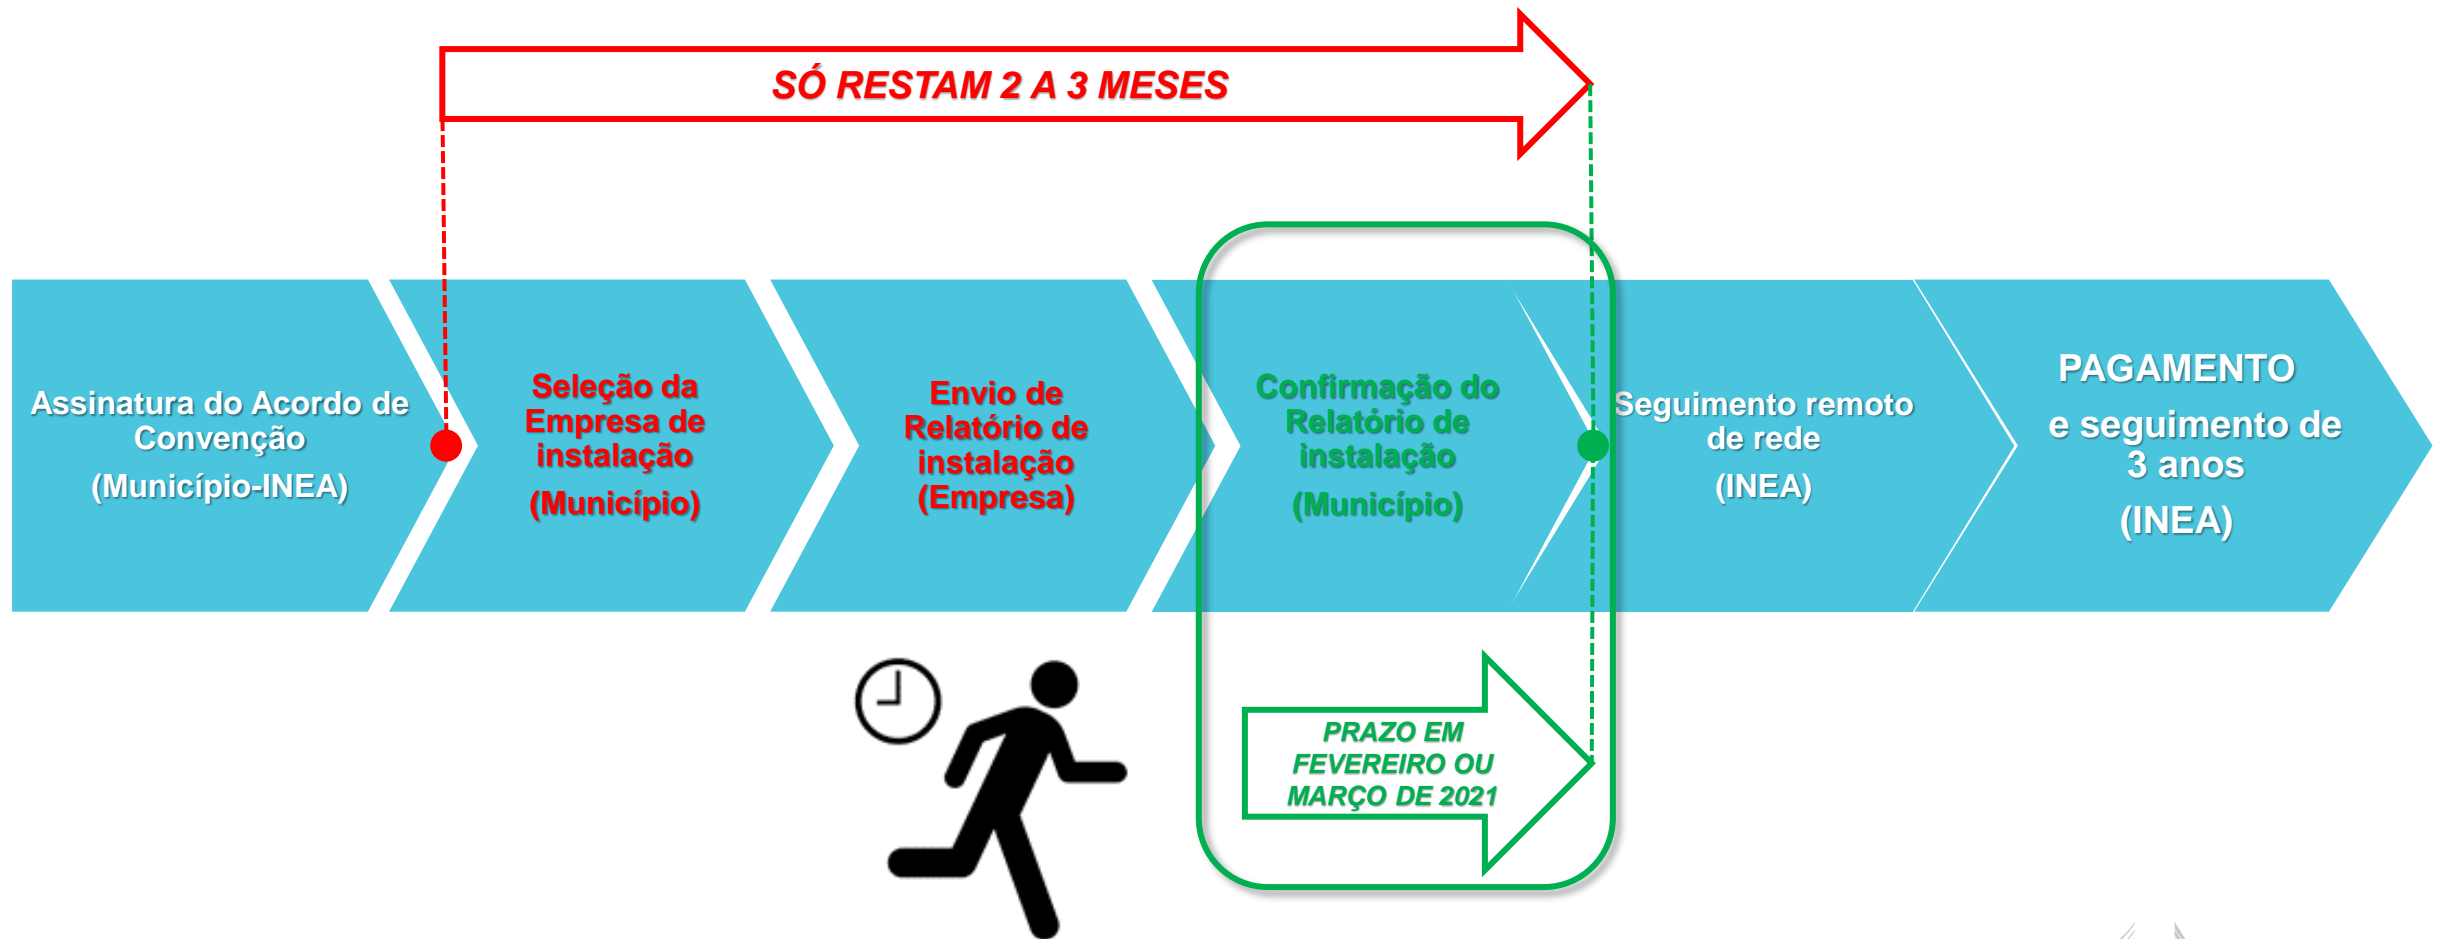 SÓ RESTAM 2 A 3 MESES
Assinatura do Acordo de
Convenção
(Município-INEA)
Seleção da
Empresa de
instalação
(Município)
Envio de
Relatório de
instalação
(Empresa)
Confirmação do
Relatório de
instalação
(Município)
Seguimento remoto
de rede
(INEA)
PAGAMENTO
e seguimento de
3 anos
(INEA)
PRAZO EM
FEVEREIRO OU
MARÇO DE 2021